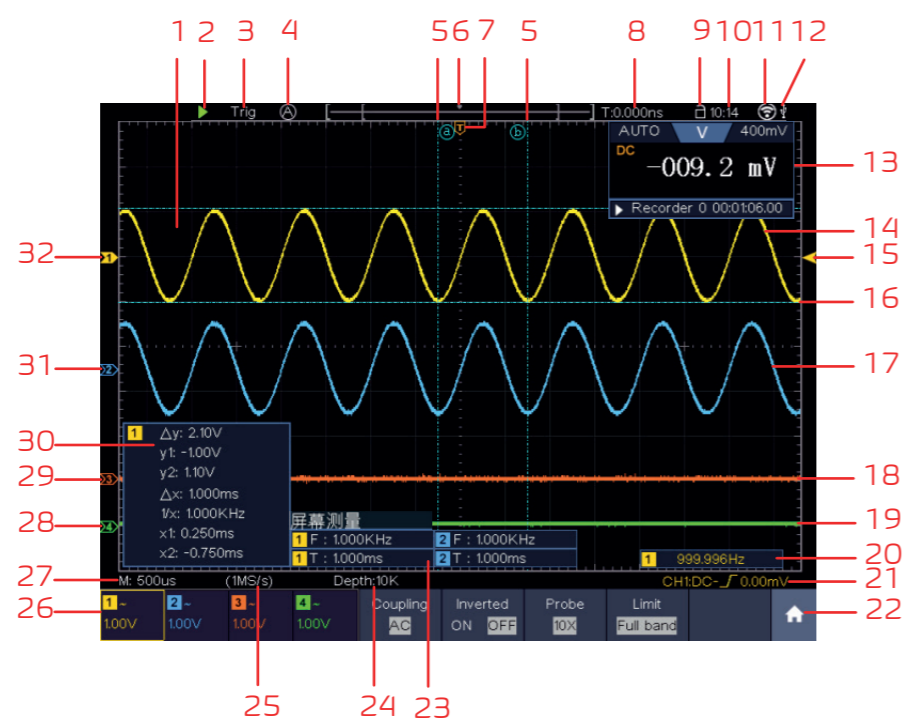 1 2 3 4 5 6 7 5 8 9 10 11 12
Trig A T:0.000ns 10:14
a T b
AUTO V 400mV
DC
-009.2 mV
Recorder 0 00:01:06.00
13
14
32 1 15
16
31 2 17
1 Δy: 2.10V
30 y1: -1.00V
y2: 1.10V
29 3 18
Δx: 1.000ms
1/x: 1.000KHz
28 4 19
x1: 0.250ms
x2: -0.750ms
屏幕测量
1 F : 1.000KHz 2 F : 1.000KHz
1 T : 1.000ms 2 T : 1.000ms
1 999.996Hz 20
27 M: 500us (1MS/s) Depth:10K CH1:DC- 0.00mV 21
26 1 ~ 2 ~ 3 ~ 4 ~ Coupling Inverted Probe Limit 22
1.00V 1.00V 1.00V 1.00V AC ON OFF 10X Full band
25 24 23